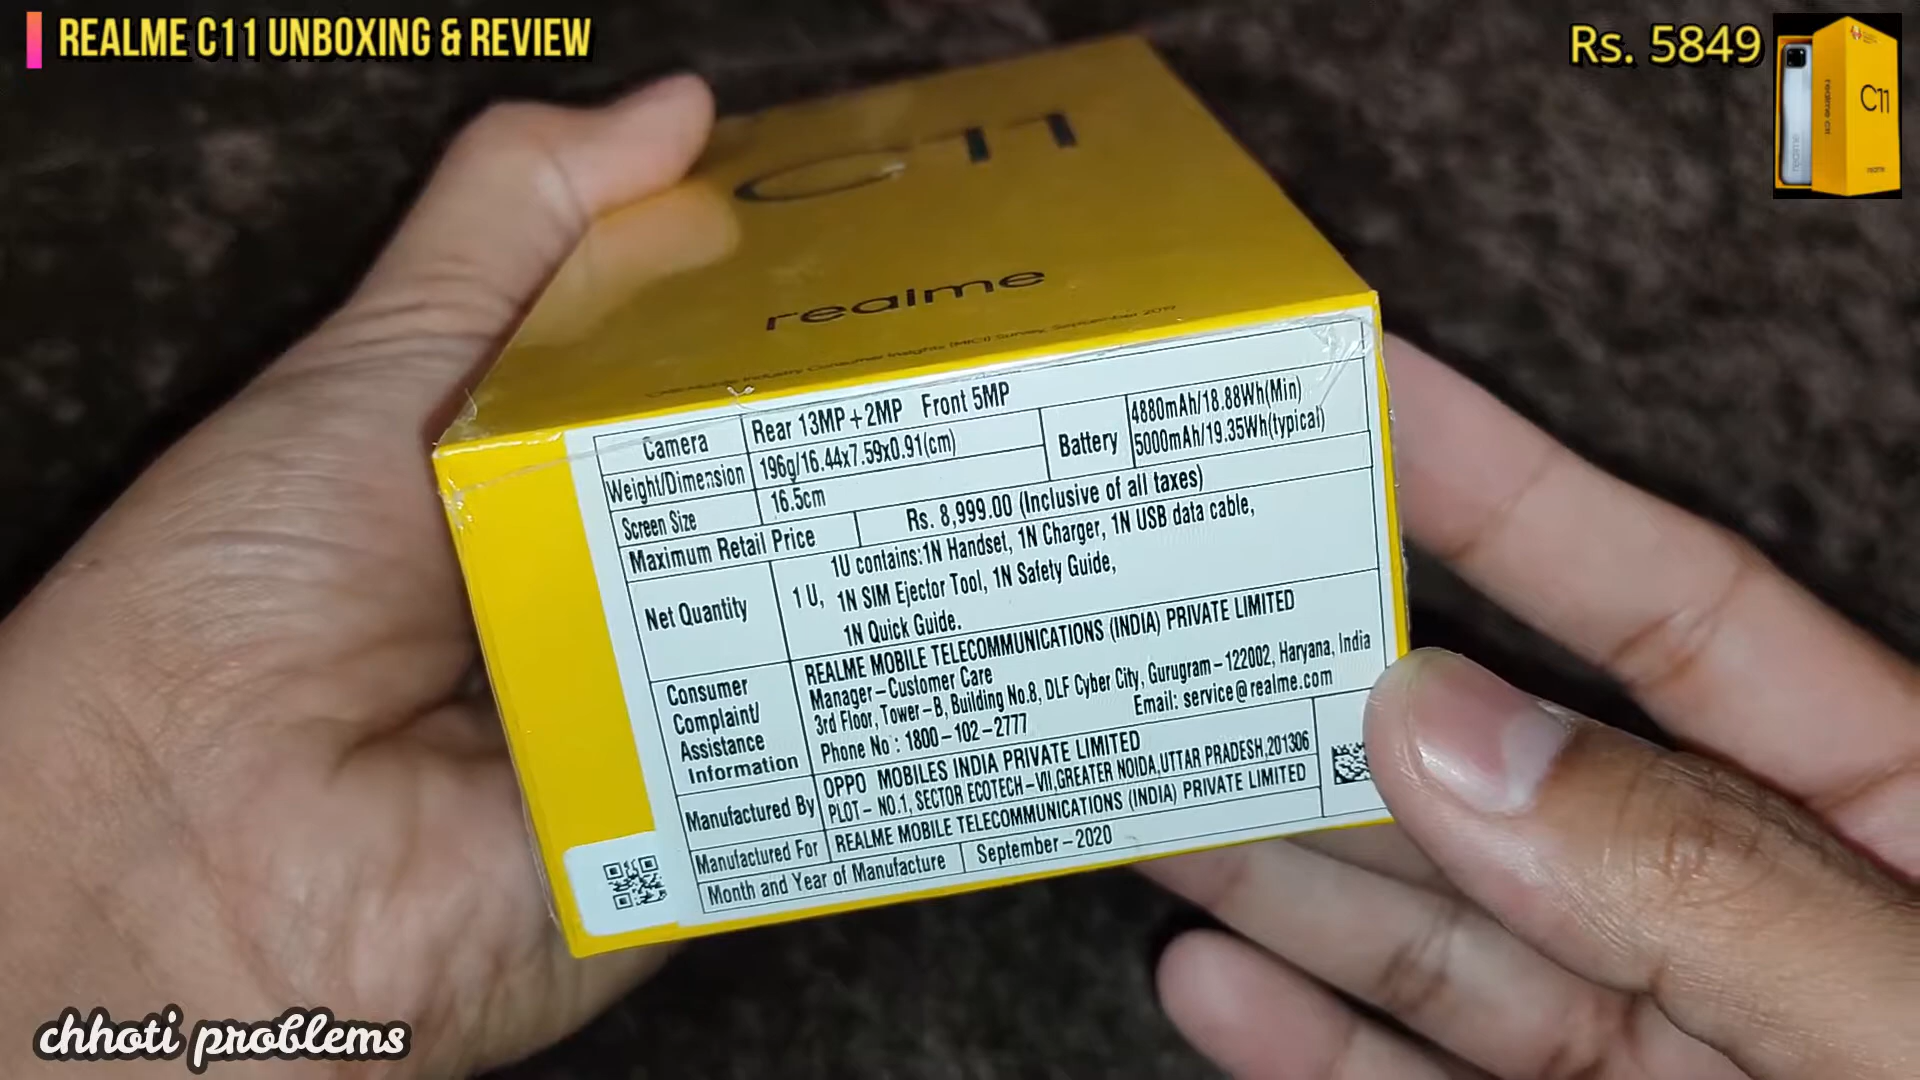 REALME C11 UNBOXING & REVIEW
Rs. 5849
C11
realme
C11
realme
Survey, September 2019
Camera
Rear 13MP+2MP Front 5MP
Weight/Dimension
196g/16.44x7.59x0.91(cm)
Battery
4880mAh/18.88Wh(Min)
5000mAh/19.35Wh(typical)
Screen Size
16.5cm
Maximum Retail Price
Rs. 8,999.00 (Inclusive of all taxes)
Net Quantity
1 U,
1U contains:1N Handset, 1N Charger, 1N USB data cable,
1N SIM Ejector Tool, 1N Safety Guide,
1N Quick Guide.
Consumer
Complaint/
Assistance
Information
REALME MOBILE TELECOMMUNICATIONS (INDIA) PRIVATE LIMITED
Manager-Customer Care
3rd Floor, Tower-B, Building No.8, DLF Cyber City, Gurugram-122002, Haryana, India
Phone No : 1800-102-2777 Email: service@realme.com
Manufactured By
OPPO MOBILES INDIA PRIVATE LIMITED
PLOT- NO.1, SECTOR ECOTECH-VII,GREATER NOIDA,UTTAR PRADESH,201306
Manufactured For
REALME MOBILE TELECOMMUNICATIONS (INDIA) PRIVATE LIMITED
Month and Year of Manufacture
September-2020
chhoti problems